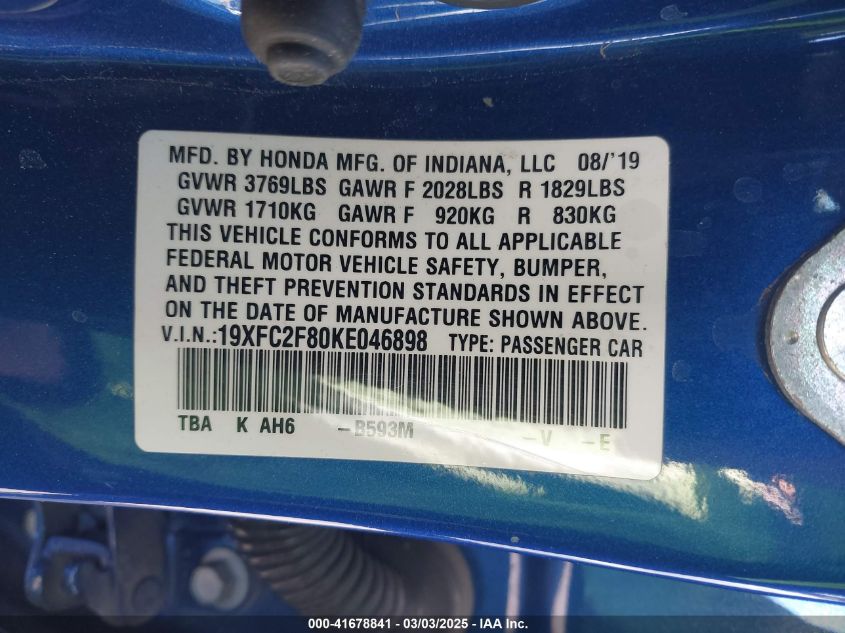 MFD. BY HONDA MFG. OF INDIANA, LLC 08/'19
GVWR 3769LBS GAWR F 2028LBS R 1829LBS
GVWR 1710KG GAWR F 920KG R 830KG
THIS VEHICLE CONFORMS TO ALL APPLICABLE
FEDERAL MOTOR VEHICLE SAFETY, BUMPER,
AND THEFT PREVENTION STANDARDS IN EFFECT
ON THE DATE OF MANUFACTURE SHOWN ABOVE.
V.I.N.:19XFC2F80KE046898 TYPE: PASSENGER CAR
TBA K AH6 -B593M -V -E
000-41678841 - 03/03/2025 - IAA Inc.